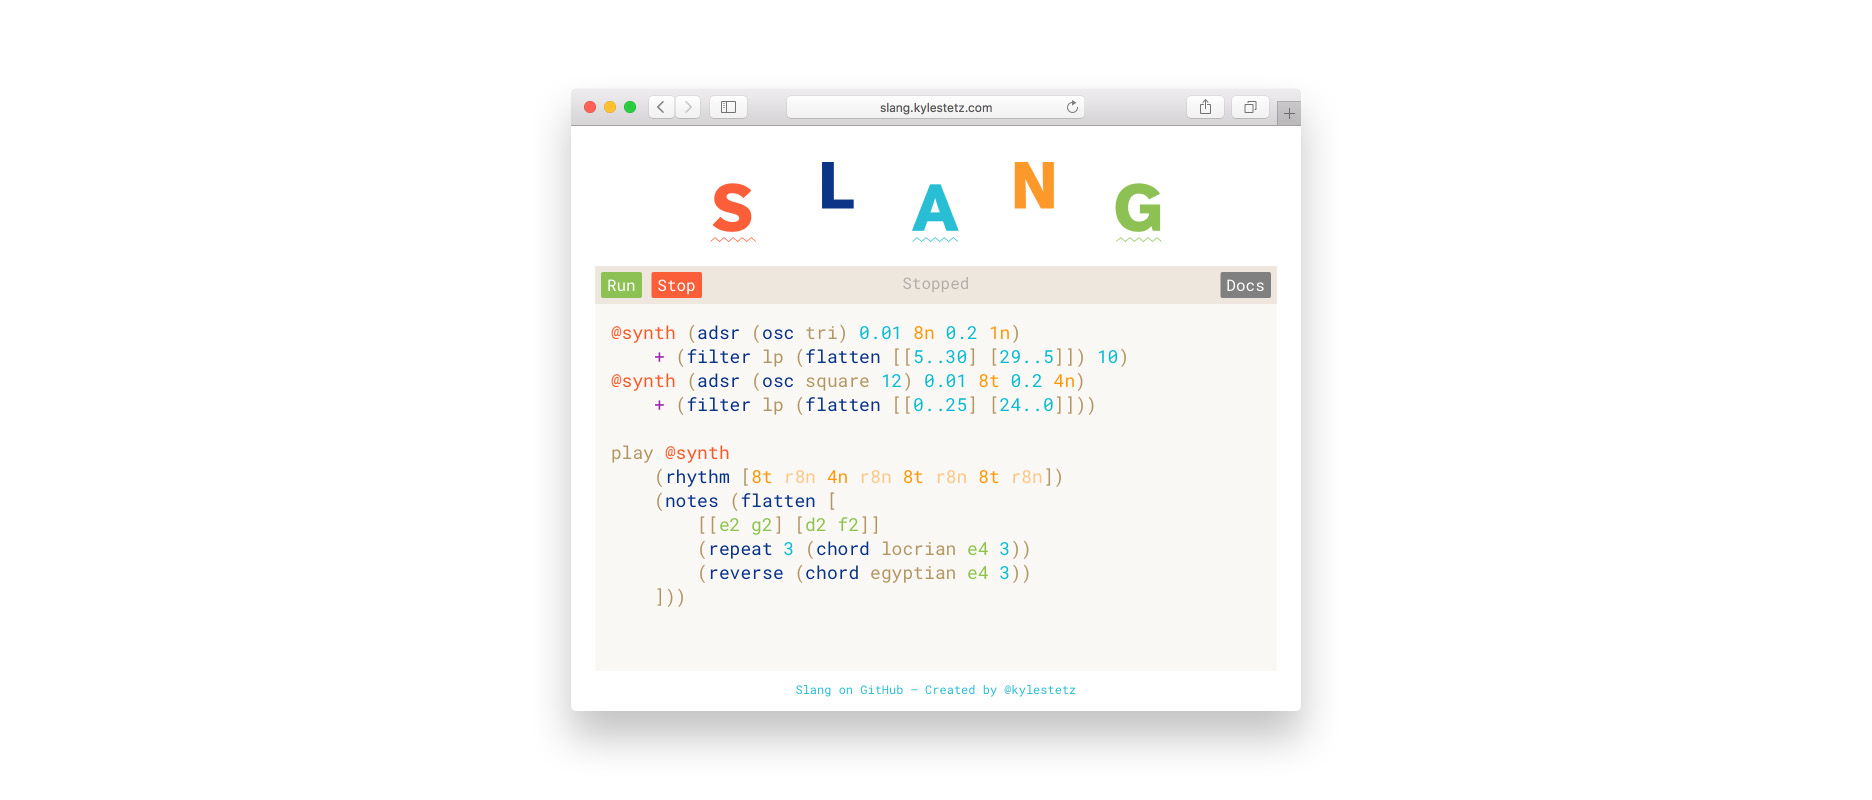 slang.kylestetz.com
SLANG
Run Stop Stopped Docs
@synth (adsr (osc tri) 0.01 8n 0.2 1n)
    + (filter lp (flatten [[5..30] [29..5]]) 10)
@synth (adsr (osc square 12) 0.01 8t 0.2 4n)
    + (filter lp (flatten [[0..25] [24..0]]))
play @synth
    (rhythm [8t r8n 4n r8n 8t r8n 8t r8n])
    (notes (flatten [
        [[e2 g2] [d2 f2]]
        (repeat 3 (chord locrian e4 3))
        (reverse (chord egyptian e4 3))
    ]))
Slang on GitHub — Created by @kylestetz